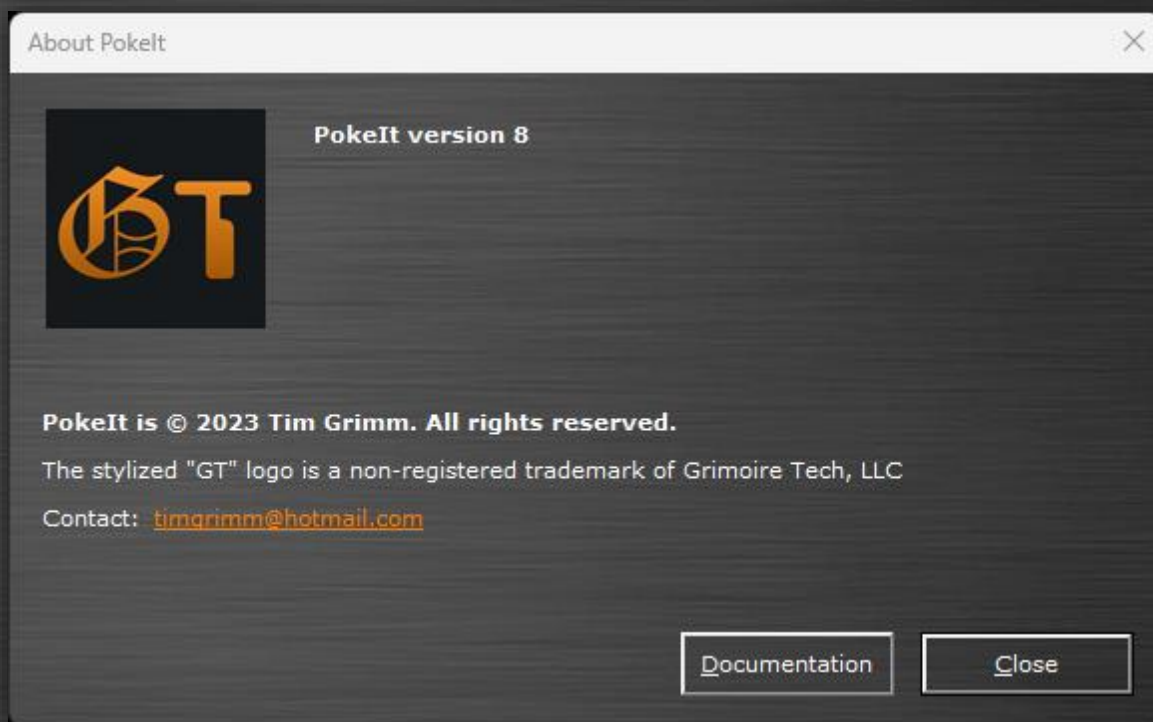 About PokeIt
GT
PokeIt version 8
PokeIt is © 2023 Tim Grimm. All rights reserved.
The stylized "GT" logo is a non-registered trademark of Grimoire Tech, LLC
Contact: timgrimm@hotmail.com
Documentation
Close